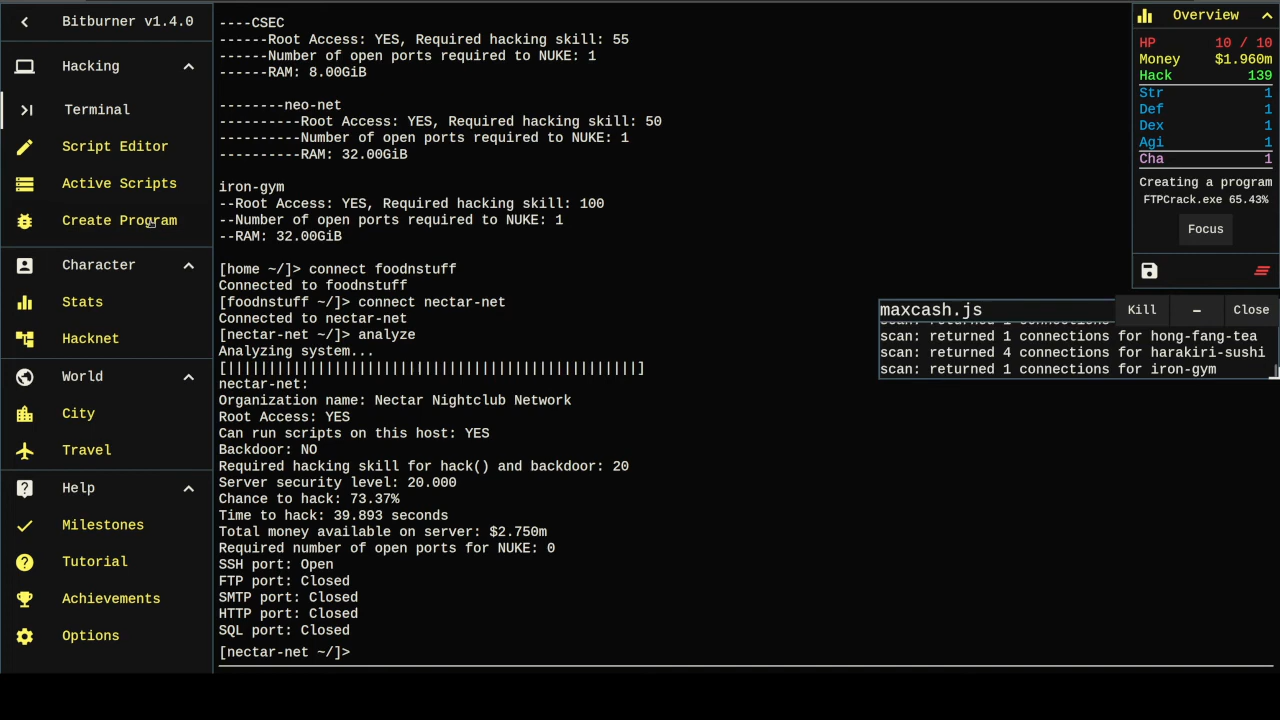 Bitburner v1.4.0
Hacking
Terminal
Script Editor
Active Scripts
Create Program
Character
Stats
Hacknet
World
City
Travel
Help
Milestones
Tutorial
Achievements
Options
----CSEC
------Root Access: YES, Required hacking skill: 55
------Number of open ports required to NUKE: 1
------RAM: 8.00GiB
--------neo-net
----------Root Access: YES, Required hacking skill: 50
----------Number of open ports required to NUKE: 1
----------RAM: 32.00GiB
iron-gym
--Root Access: YES, Required hacking skill: 100
--Number of open ports required to NUKE: 1
--RAM: 32.00GiB
[home ~/]> connect foodnstuff
Connected to foodnstuff
[foodnstuff ~/]> connect nectar-net
Connected to nectar-net
[nectar-net ~/]> analyze
Analyzing system...
[||||||||||||||||||||||||||||||||||||||||||||||||||]
nectar-net:
Organization name: Nectar Nightclub Network
Root Access: YES
Can run scripts on this host: YES
Backdoor: NO
Required hacking skill for hack() and backdoor: 20
Server security level: 20.000
Chance to hack: 73.37%
Time to hack: 39.893 seconds
Total money available on server: $2.750m
Required number of open ports for NUKE: 0
SSH port: Open
FTP port: Closed
SMTP port: Closed
HTTP port: Closed
SQL port: Closed
[nectar-net ~/]>
Overview
HP 10 / 10
Money $1.960m
Hack 139
Str 1
Def 1
Dex 1
Agi 1
Cha 1
Creating a program
FTPCrack.exe 65.43%
Focus
maxcash.js Kill – Close
scan: returned 1 connections
scan: returned 1 connections for hong-fang-tea
scan: returned 4 connections for harakiri-sushi
scan: returned 1 connections for iron-gym